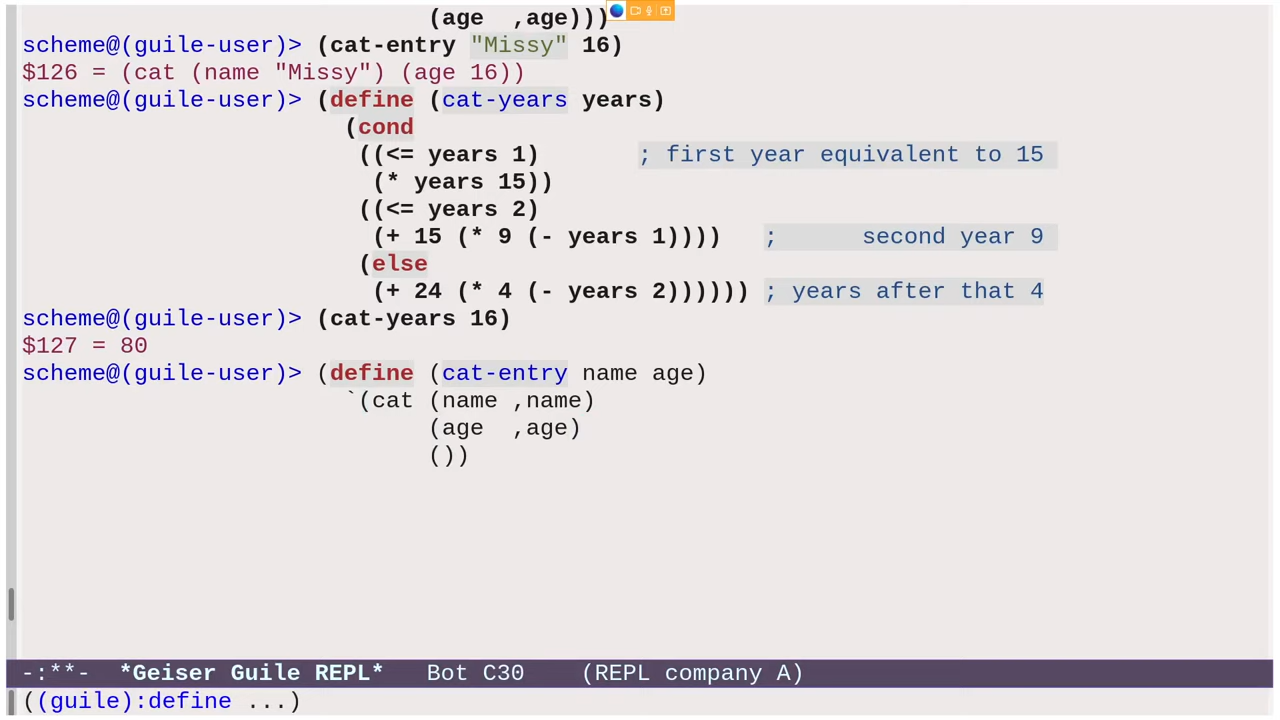 (age  ,age)))
scheme@(guile-user)> (cat-entry "Missy" 16)
$126 = (cat (name "Missy") (age 16))
scheme@(guile-user)> (define (cat-years years)
(cond
((<= years 1)       ; first year equivalent to 15
(* years 15))
((<= years 2)
(+ 15 (* 9 (- years 1))))   ;      second year 9
(else
(+ 24 (* 4 (- years 2)))))) ; years after that 4
scheme@(guile-user)> (cat-years 16)
$127 = 80
scheme@(guile-user)> (define (cat-entry name age)
`(cat (name ,name)
(age  ,age)
())
-:**-  *Geiser Guile REPL*   Bot C30    (REPL company A)
((guile):define ...)